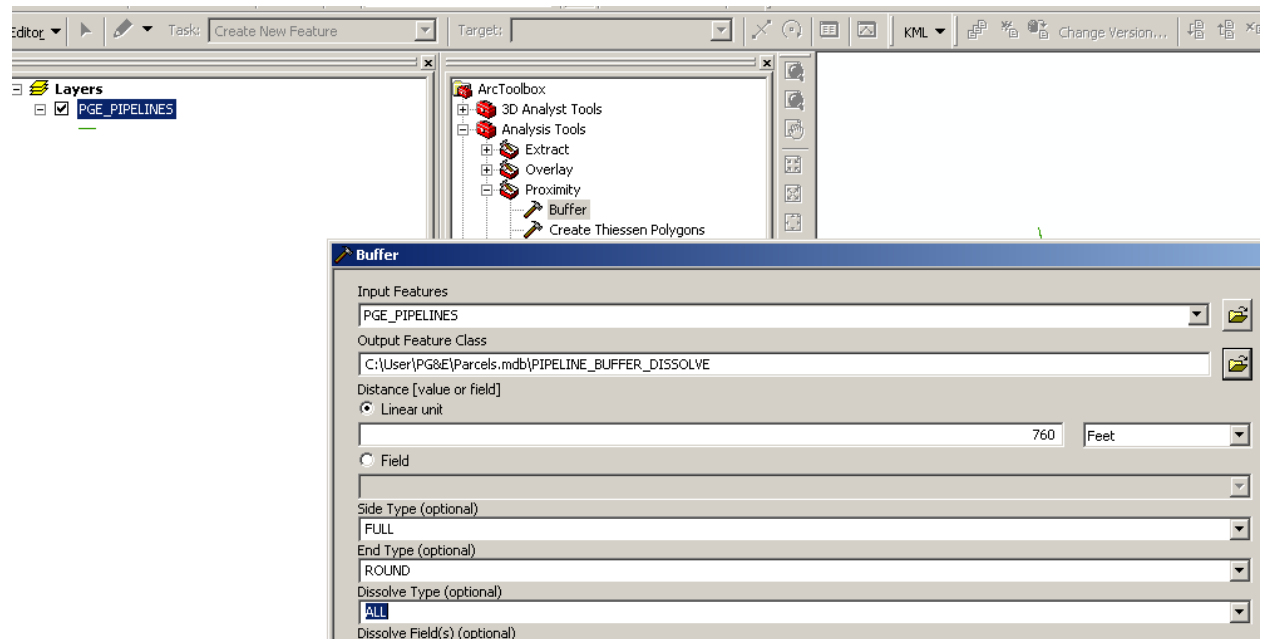 Editor Task: Create New Feature Target: KML Change Version...
Layers
PGE_PIPELINES
ArcToolbox
3D Analyst Tools
Analysis Tools
Extract
Overlay
Proximity
Buffer
Create Thiessen Polygons
Buffer
Input Features
PGE_PIPELINES
Output Feature Class
C:\User\PG&E\Parcels.mdb\PIPELINE_BUFFER_DISSOLVE
Distance [value or field]
Linear unit
760 Feet
Field
Side Type (optional)
FULL
End Type (optional)
ROUND
Dissolve Type (optional)
ALL
Dissolve Field(s) (optional)